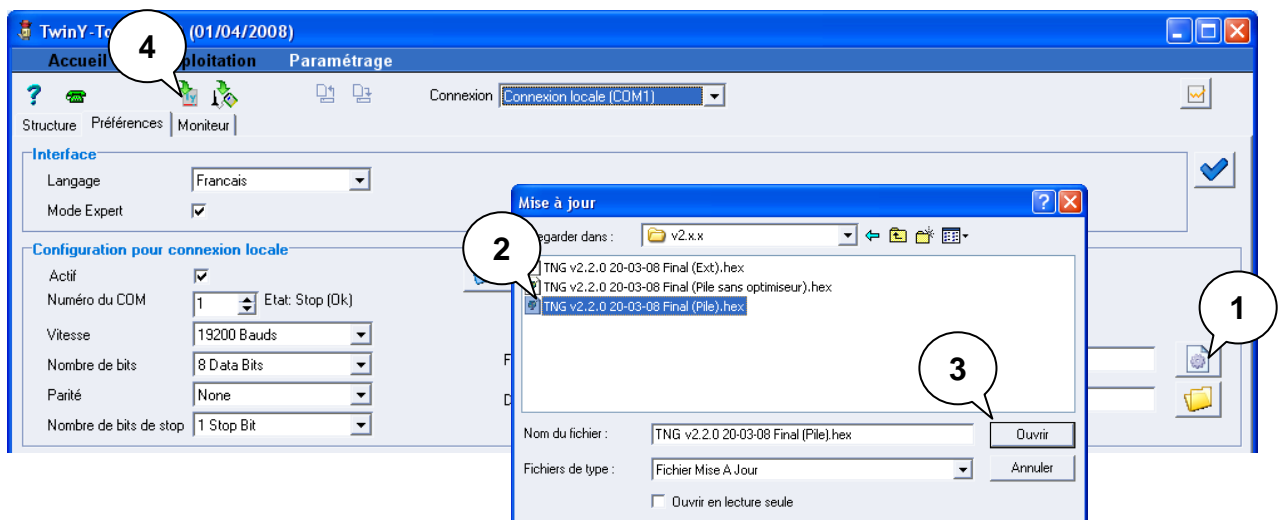 TwinY-To (01/04/2008)
4
Accueil ploitation Paramétrage
? Connexion Connexion locale (COM1)
Structure Préférences Moniteur
Interface
Langage Francais
Mode Expert
Configuration pour connexion locale
Actif
Numéro du COM 1 Etat: Stop (Ok)
Vitesse 19200 Bauds
Nombre de bits 8 Data Bits
Parité None
Nombre de bits de stop 1 Stop Bit
Mise à jour
2
egarder dans : v2.x.x
TNG v2.2.0 20-03-08 Final (Ext).hex
TNG v2.2.0 20-03-08 Final (Pile sans optimiseur).hex
TNG v2.2.0 20-03-08 Final (Pile).hex
1
F
3
D
Nom du fichier : TNG v2.2.0 20-03-08 Final (Pile).hex Ouvrir
Fichiers de type : Fichier Mise A Jour Annuler
Ouvrir en lecture seule